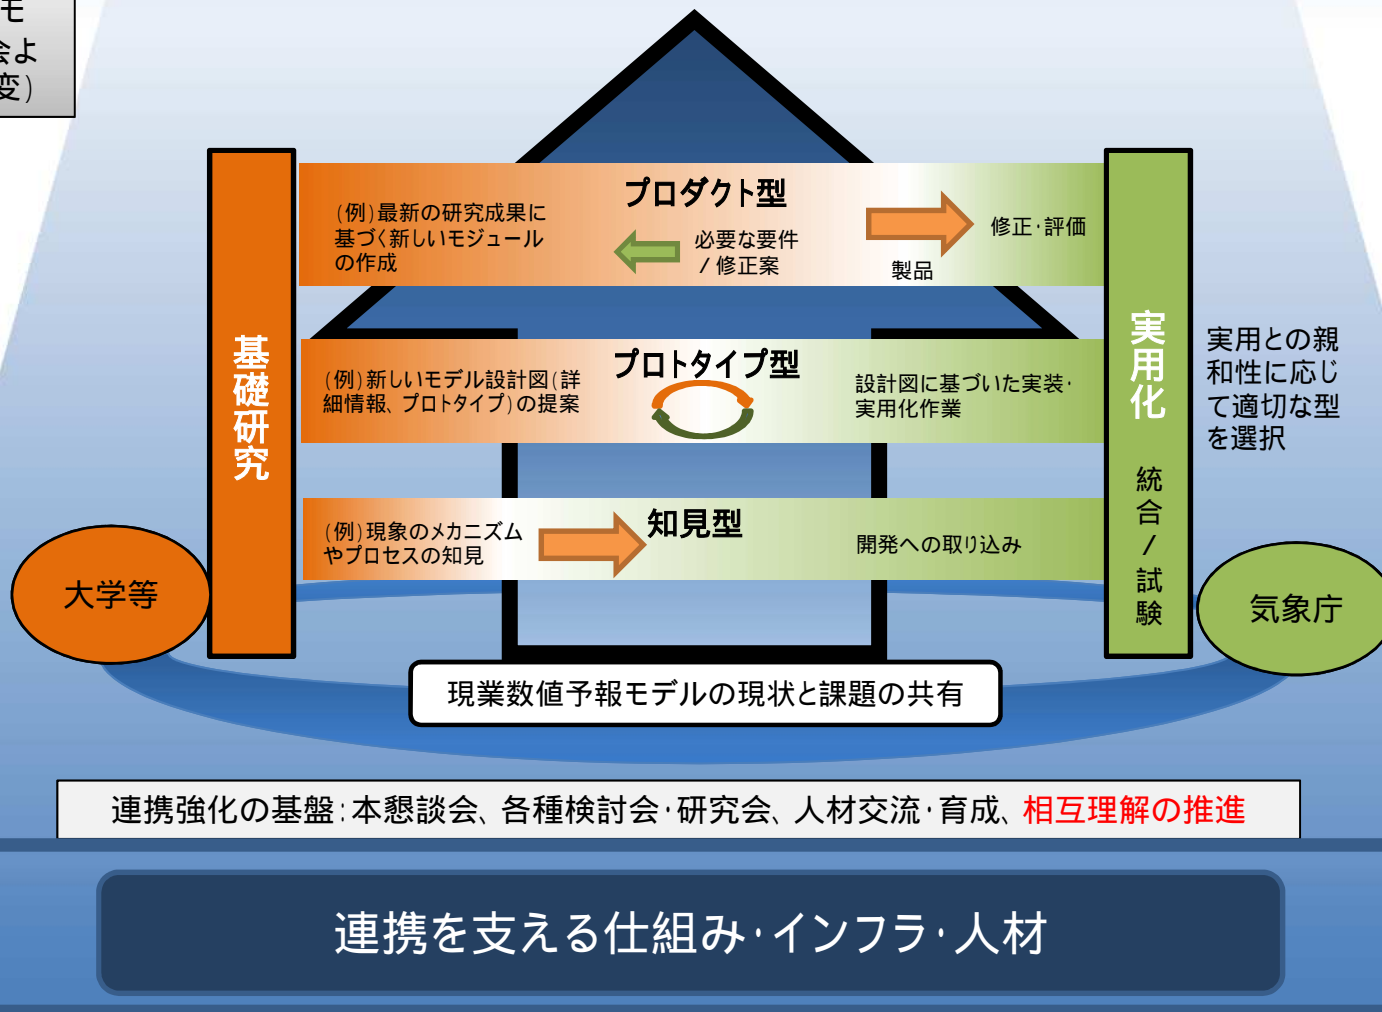 モ
会よ
変）
プロダクト型
（例）最新の研究成果に
基づく新しいモジュール
の作成
必要な要件
/修正案
製品
修正・評価
基礎研究
プロトタイプ型
（例）新しいモデル設計図（詳
細情報、プロトタイプ）の提案
設計図に基づいた実装・
実用化作業
知見型
（例）現象のメカニズム
やプロセスの知見
開発への取り込み
実用化
統合/試験
実用との親
和性に応じ
て適切な型
を選択
大学等
気象庁
現業数値予報モデルの現状と課題の共有
連携強化の基盤：本懇談会、各種検討会・研究会、人材交流・育成、相互理解の推進
連携を支える仕組み・インフラ・人材